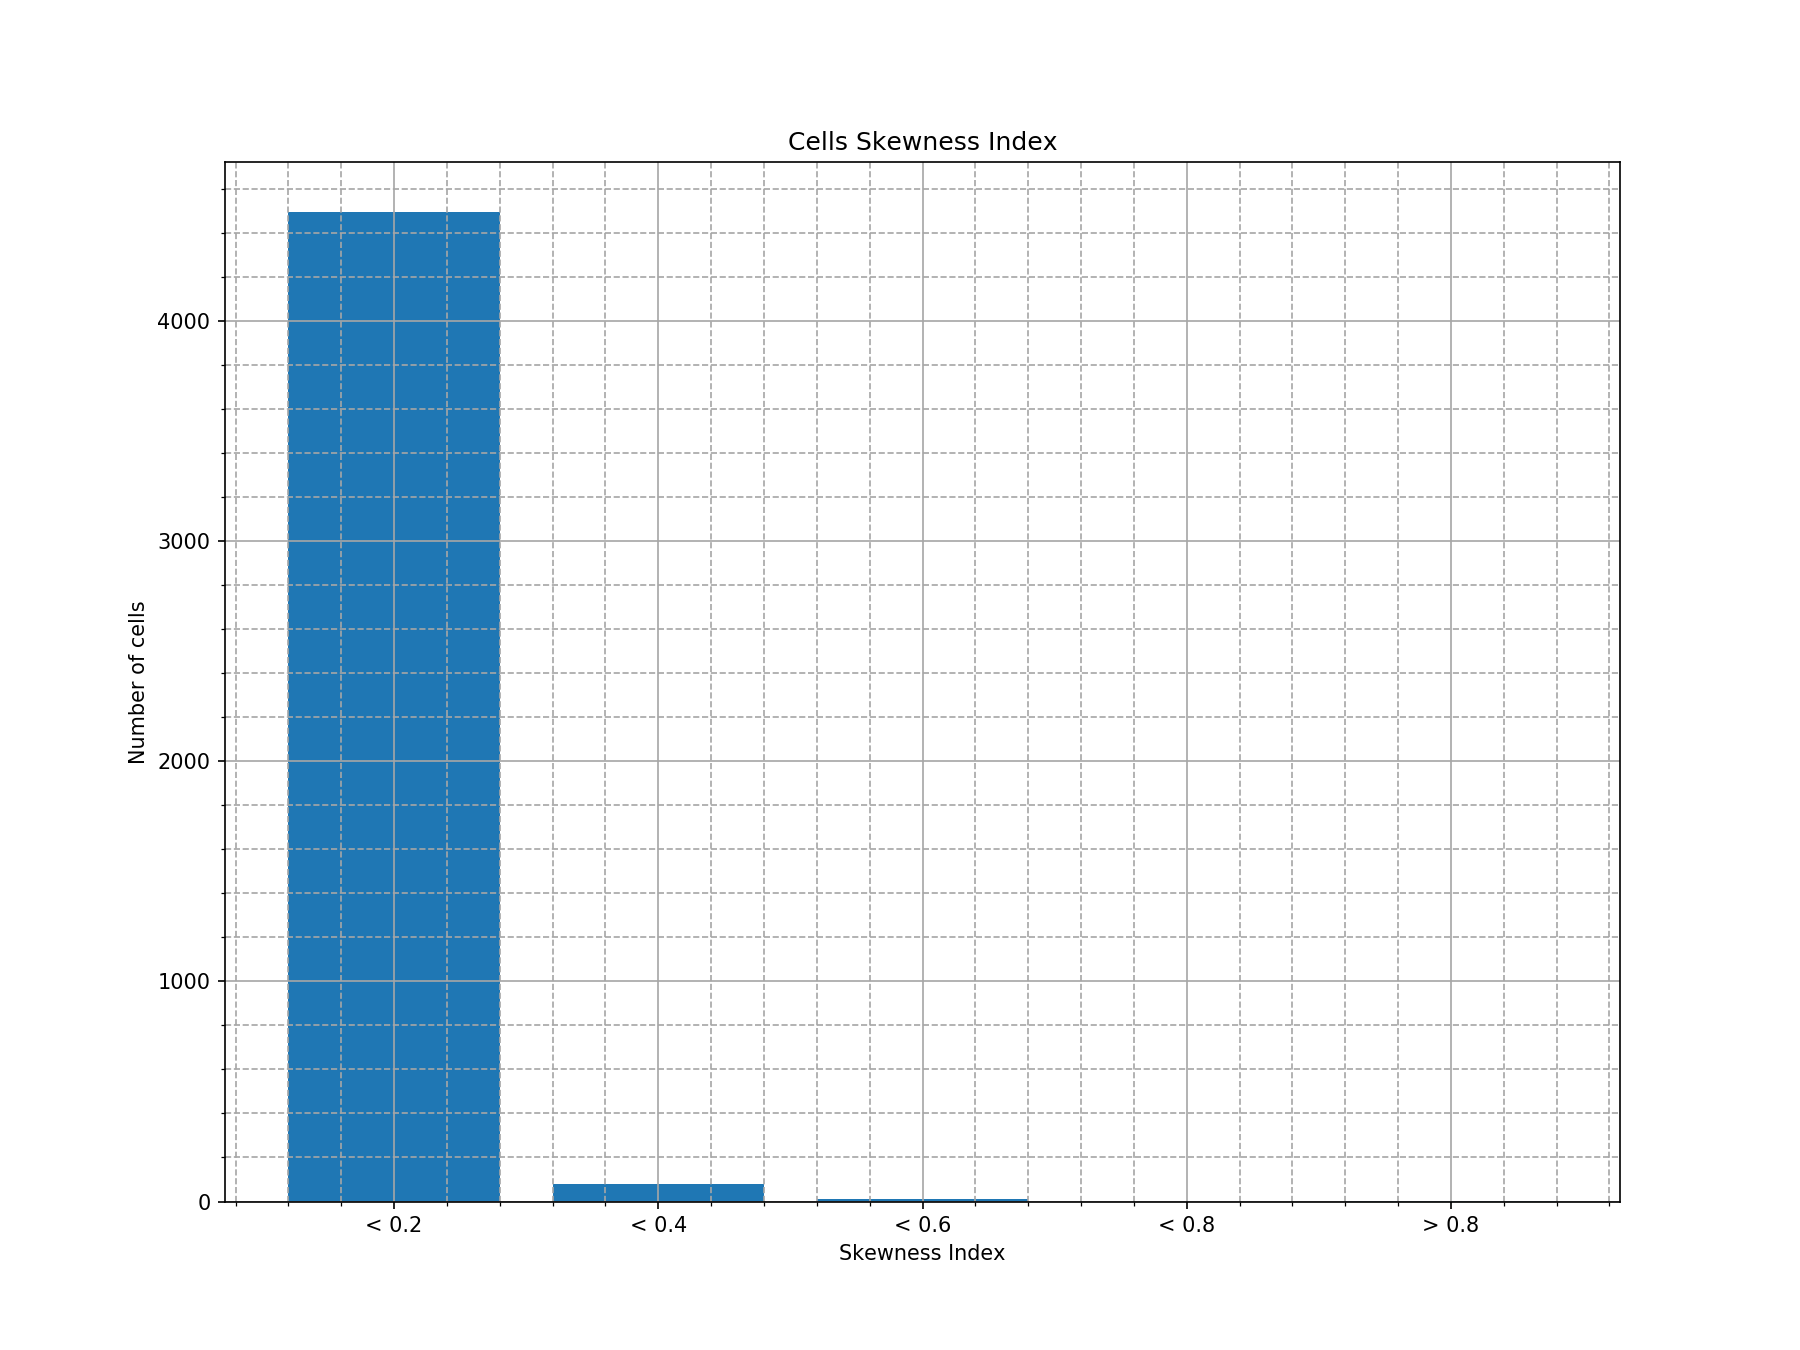 Cells Skewness Index
Number of cells
4000
3000
2000
1000
0
< 0.2 < 0.4 < 0.6 < 0.8 > 0.8
Skewness Index